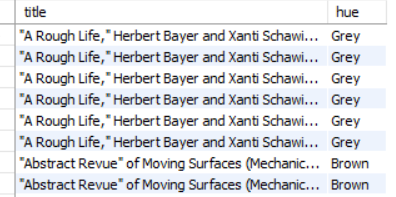 title hue
"A Rough Life," Herbert Bayer and Xanti Schawi... Grey
"A Rough Life," Herbert Bayer and Xanti Schawi... Grey
"A Rough Life," Herbert Bayer and Xanti Schawi... Grey
"A Rough Life," Herbert Bayer and Xanti Schawi... Grey
"A Rough Life," Herbert Bayer and Xanti Schawi... Grey
"A Rough Life," Herbert Bayer and Xanti Schawi... Grey
"Abstract Revue" of Moving Surfaces (Mechanic... Brown
"Abstract Revue" of Moving Surfaces (Mechanic... Brown